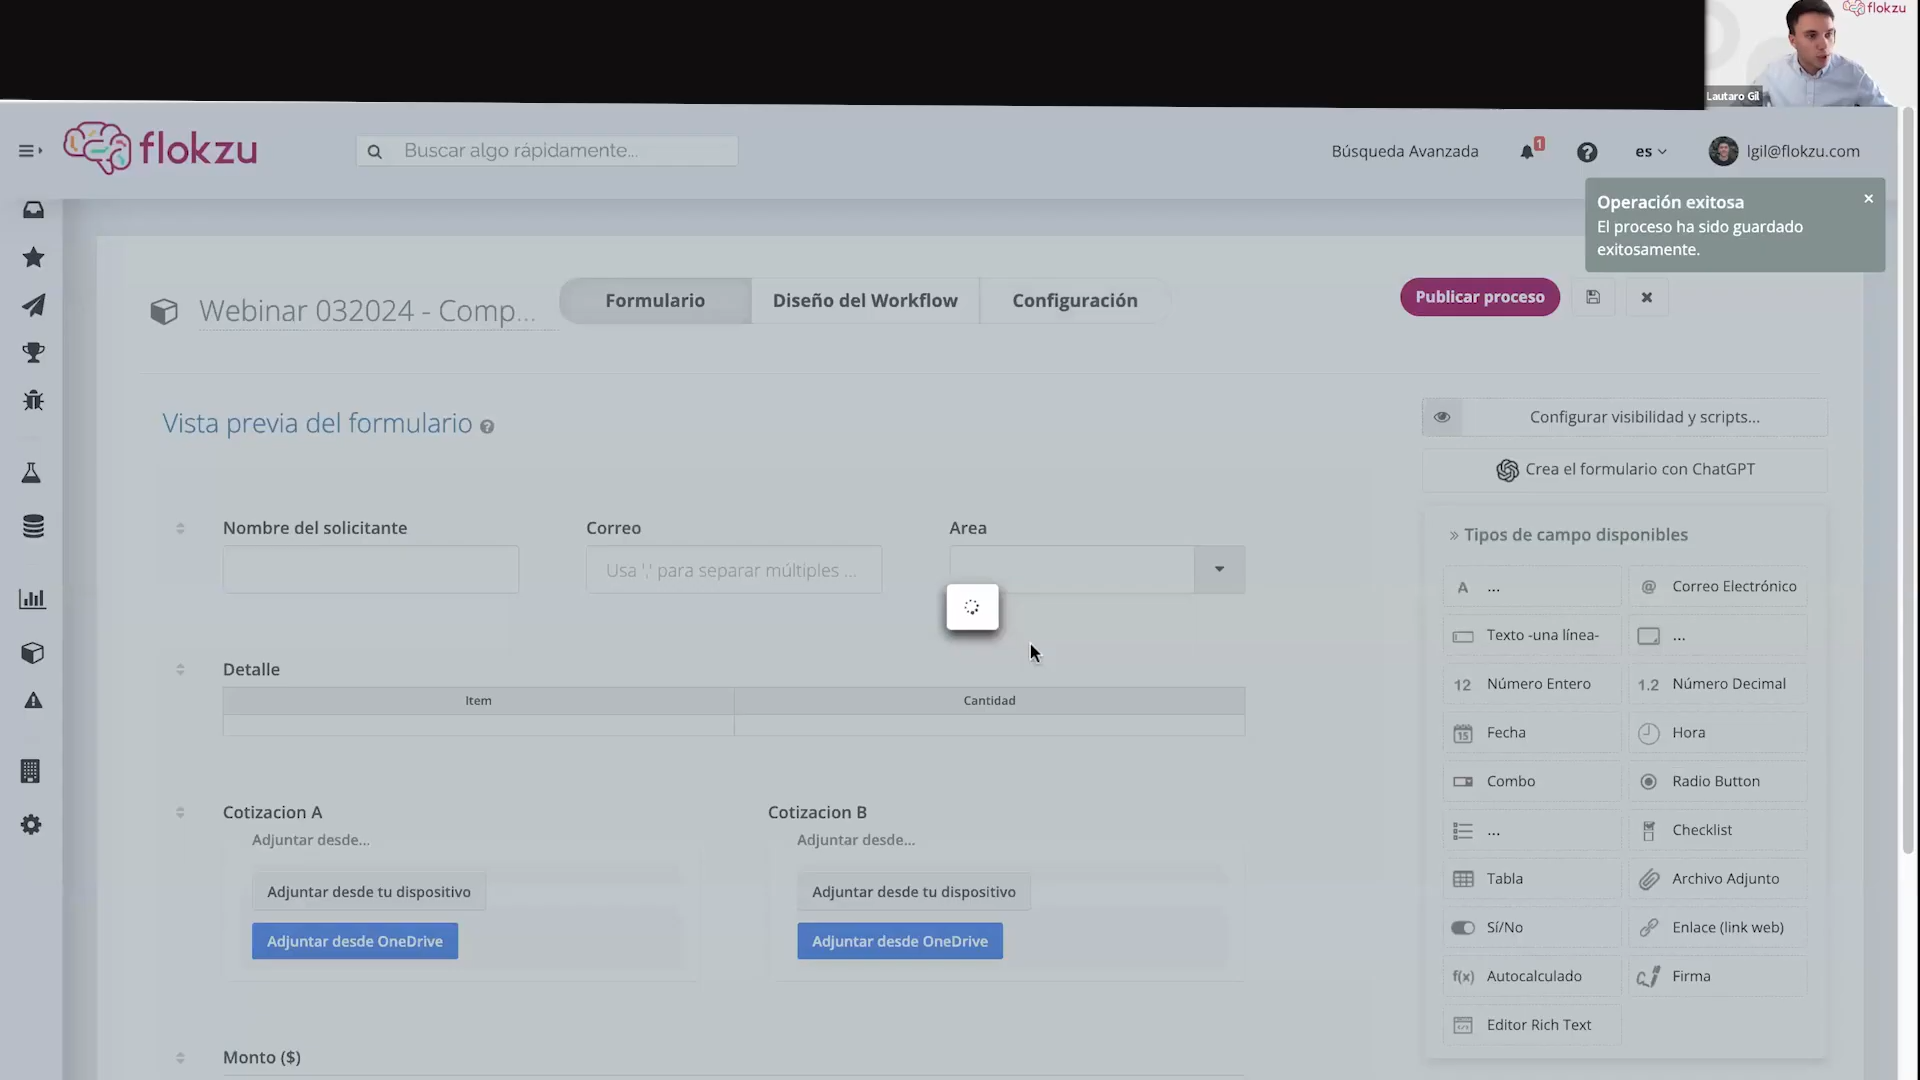 flokzu
Lautaro Gil
flokzu
Buscar algo rápidamente...
Búsqueda Avanzada
1
es
lgil@flokzu.com
Operación exitosa
El proceso ha sido guardado
exitosamente.
Webinar 032024 - Comp...
Formulario
Diseño del Workflow
Configuración
Publicar proceso
Vista previa del formulario
Configurar visibilidad y scripts...
Crea el formulario con ChatGPT
Nombre del solicitante
Correo
Area
Usa ',' para separar múltiples ...
» Tipos de campo disponibles
A ...
@ Correo Electrónico
Texto -una línea-
...
12 Número Entero
1.2 Número Decimal
15 Fecha
Hora
Combo
Radio Button
...
Checklist
Tabla
Archivo Adjunto
Sí/No
Enlace (link web)
f(x) Autocalculado
Firma
Editor Rich Text
Detalle
Item
Cantidad
Cotizacion A
Cotizacion B
Adjuntar desde...
Adjuntar desde...
Adjuntar desde tu dispositivo
Adjuntar desde tu dispositivo
Adjuntar desde OneDrive
Adjuntar desde OneDrive
Monto ($)